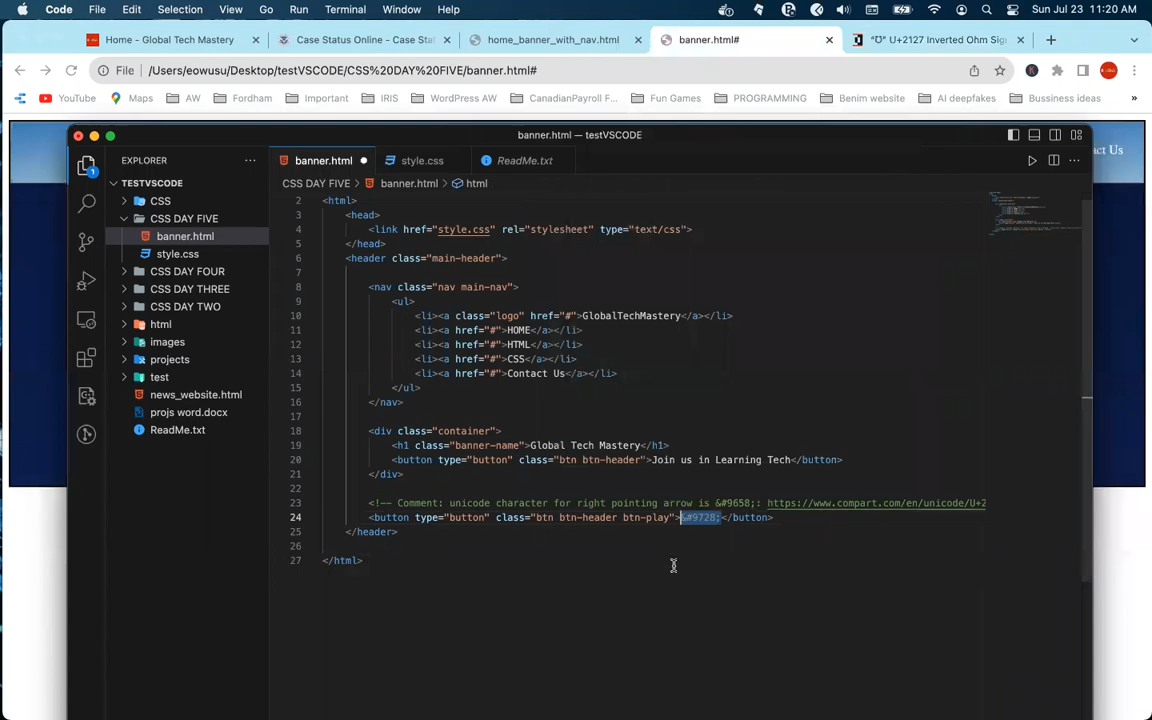 Code File Edit Selection View Go Run Terminal Window Help Sun Jul 23 11:20 AM
Home - Global Tech Mastery Case Status Online - Case Stat home_banner_with_nav.html banner.html# "℧" U+2127 Inverted Ohm Sig
File /Users/eowusu/Desktop/testVSCODE/CSS%20DAY%20FIVE/banner.html#
YouTube Maps AW Fordham Important IRIS WordPress AW CanadianPayroll F... Fun Games PROGRAMMING Benim website AI deepfakes Bussiness ideas »
banner.html — testVSCODE
ct Us
EXPLORER ... banner.html style.css ReadMe.txt
TESTVSCODE
CSS DAY FIVE > banner.html > html
CSS
CSS DAY FIVE
banner.html
style.css
CSS DAY FOUR
CSS DAY THREE
CSS DAY TWO
html
images
projects
test
news_website.html
projs word.docx
ReadMe.txt
1
2 <html>
3 <head>
4 <link href="style.css" rel="stylesheet" type="text/css">
5 </head>
6 <header class="main-header">
7
8 <nav class="nav main-nav">
9 <ul>
10 <li><a class="logo" href="#">GlobalTechMastery</a></li>
11 <li><a href="#">HOME</a></li>
12 <li><a href="#">HTML</a></li>
13 <li><a href="#">CSS</a></li>
14 <li><a href="#">Contact Us</a></li>
15 </ul>
16 </nav>
17
18 <div class="container">
19 <h1 class="banner-name">Global Tech Mastery</h1>
20 <button type="button" class="btn btn-header">Join us in Learning Tech</button>
21 </div>
22
23 <!-- Comment: unicode character for right pointing arrow is &#9658;: https://www.compart.com/en/unicode/U+2
24 <button type="button" class="btn btn-header btn-play">&#9728;</button>
25 </header>
26
27 </html>